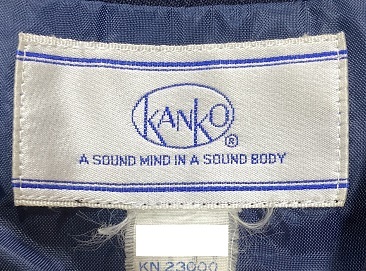 KANKO®
A SOUND MIND IN A SOUND BODY
KN 23000